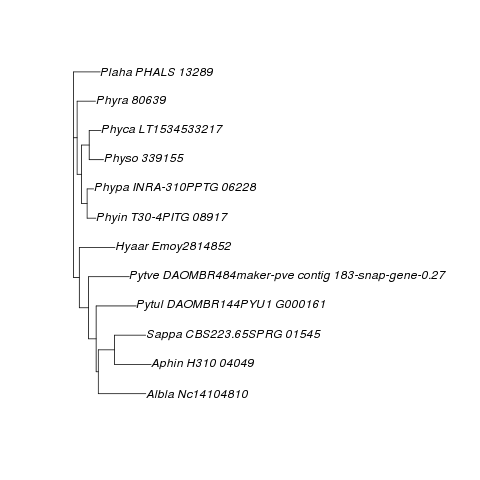 Plaha PHALS 13289
Phyra 80639
Phyca LT1534533217
Physo 339155
Phypa INRA-310PPTG 06228
Phyin T30-4PITG 08917
Hyaar Emoy2814852
Pytve DAOMBR484maker-pve contig 183-snap-gene-0.27
Pytul DAOMBR144PYU1 G000161
Sappa CBS223.65SPRG 01545
Aphin H310 04049
Albla Nc14104810